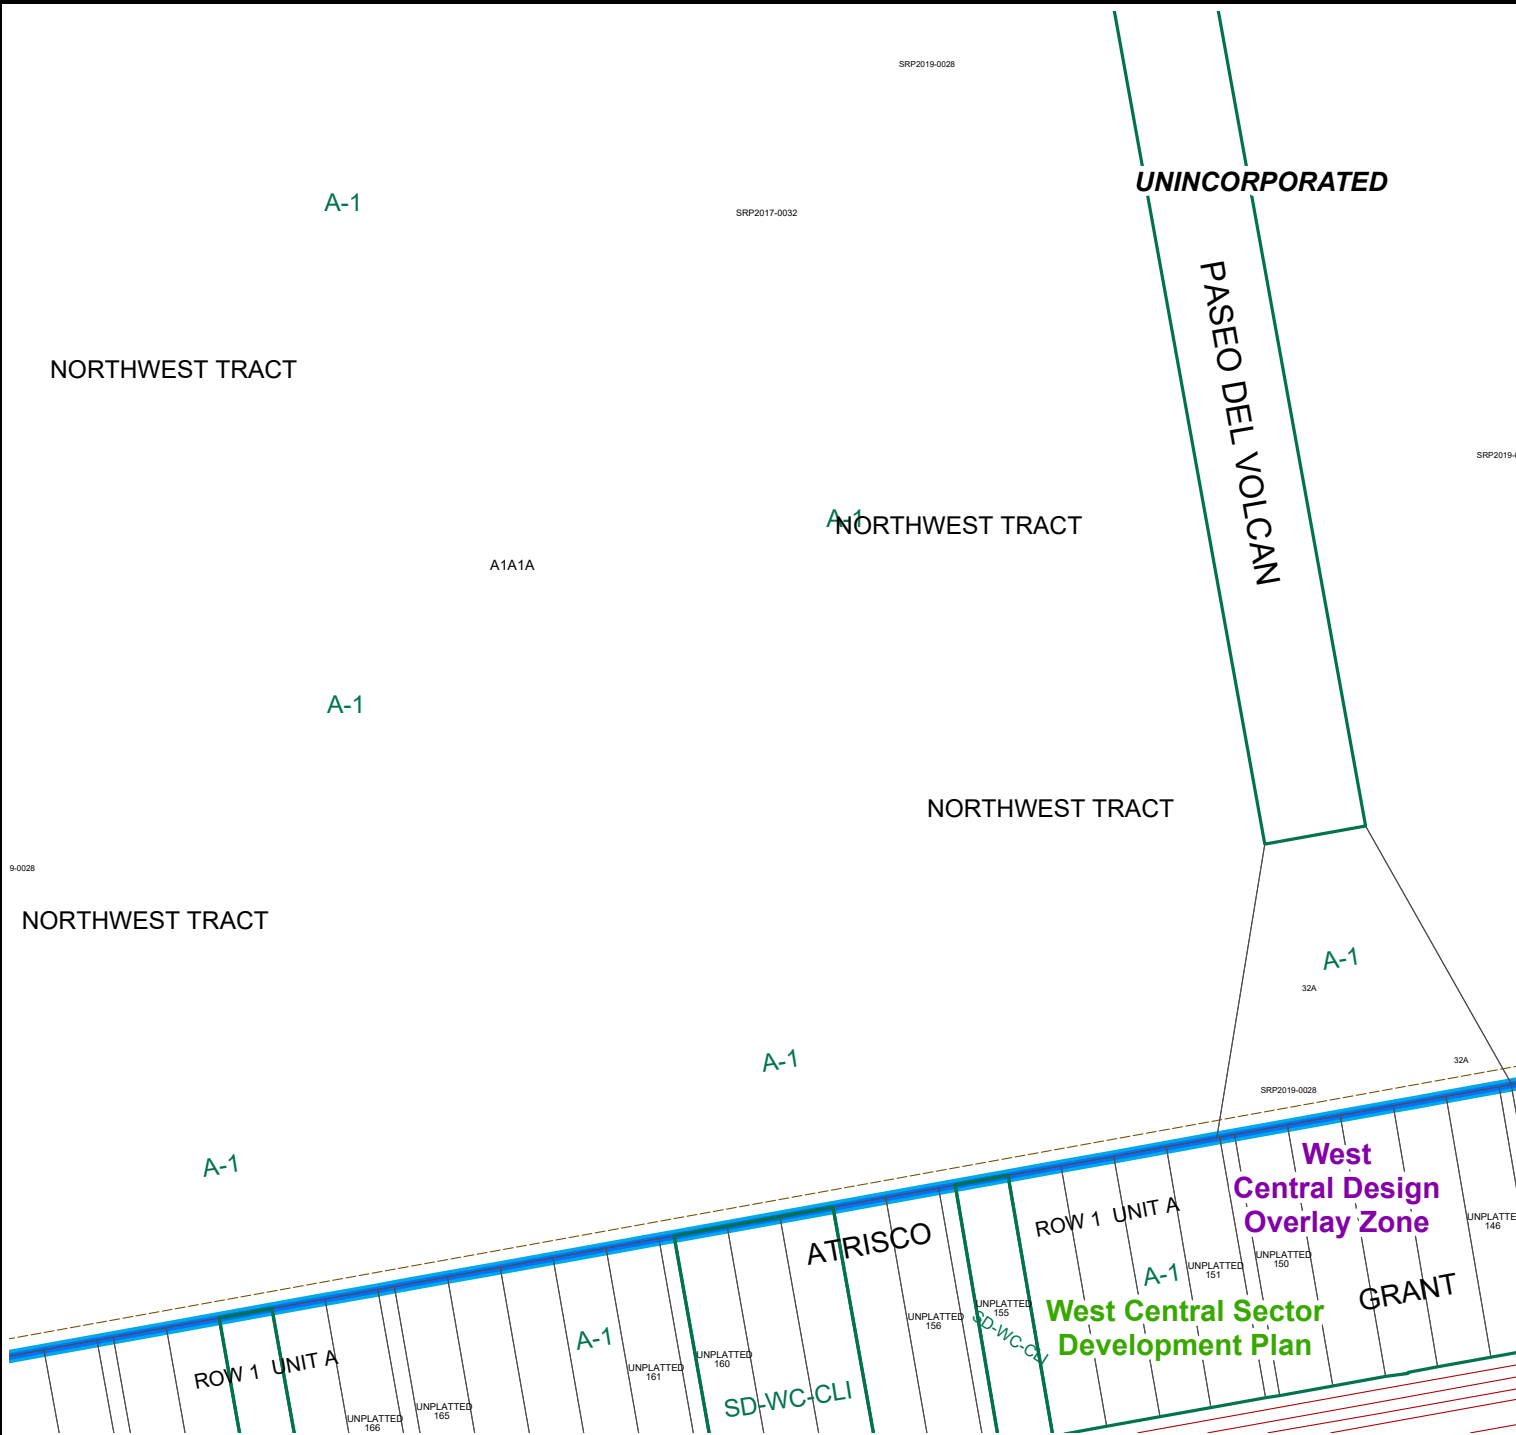 SRP2019-0028
UNINCORPORATED
A-1
SRP2017-0032
PASEO DEL VOLCAN
NORTHWEST TRACT
SRP2019-
A-1
NORTHWEST TRACT
A1A1A
A-1
NORTHWEST TRACT
9-0028
NORTHWEST TRACT
A-1
32A
A-1
32A
SRP2019-0028
A-1
West
Central Design
Overlay Zone
ROW 1 UNIT A
ATRISCO
UNPLATTE
146
UNPLATTED
150
UNPLATTED
151
A-1
GRANT
UNPLATTED
155
SD-WC-CLI
UNPLATTED
156
West Central Sector
Development Plan
A-1
UNPLATTED
160
UNPLATTED
161
ROW 1 UNIT A
SD-WC-CLI
UNPLATTED
165
UNPLATTED
166